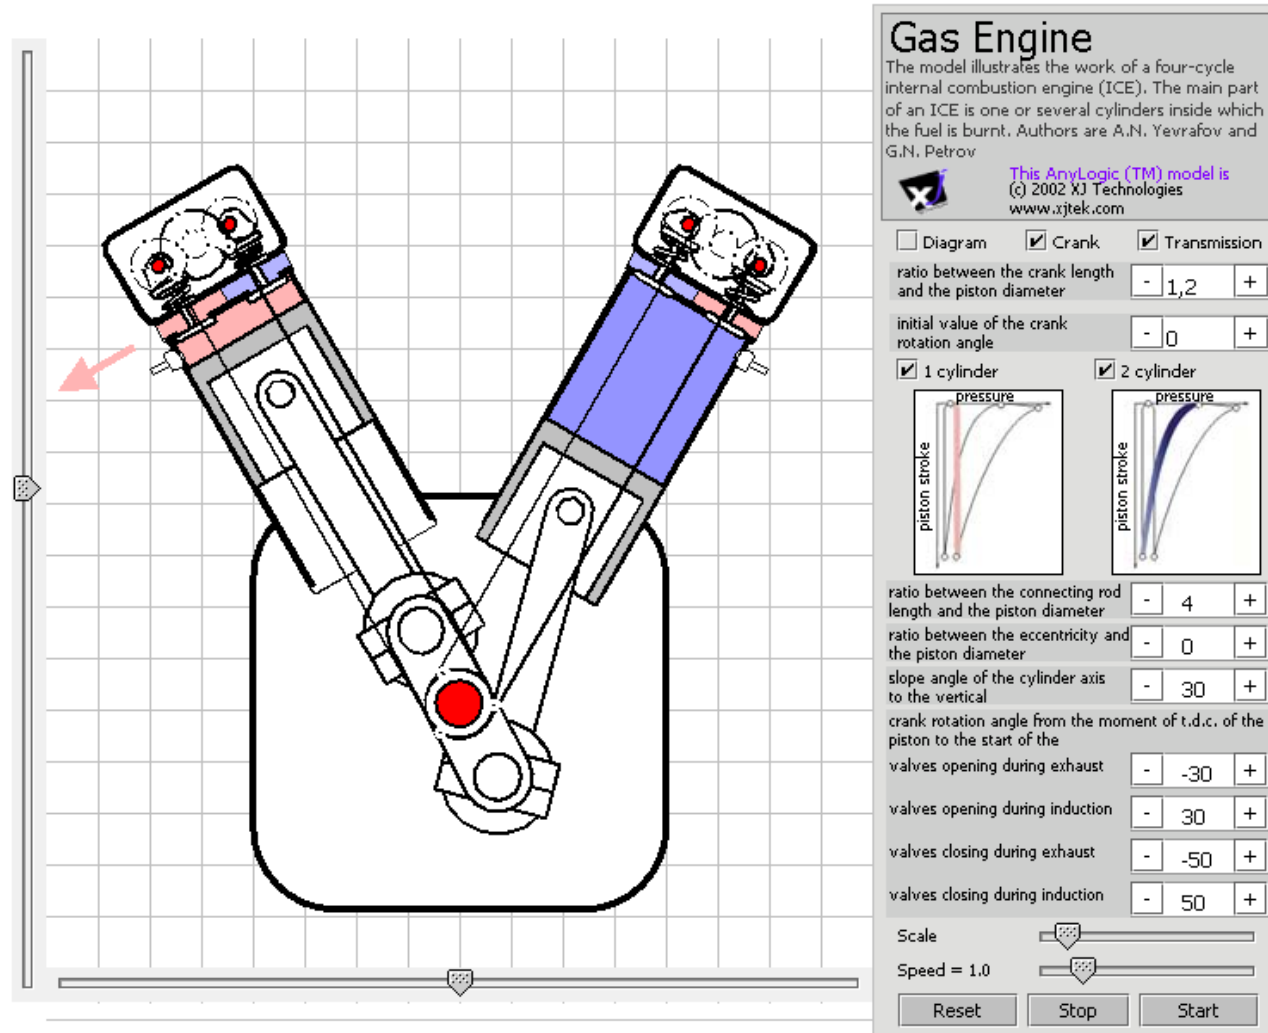 Gas Engine
The model illustrates the work of a four-cycle
internal combustion engine (ICE). The main part
of an ICE is one or several cylinders inside which
the fuel is burnt. Authors are A.N. Yevrafov and
G.N. Petrov
This AnyLogic (TM) model is
(c) 2002 XJ Technologies
www.xjtek.com
Diagram Crank Transmission
ratio between the crank length
and the piston diameter
- 1,2 +
initial value of the crank
rotation angle
- 0 +
1 cylinder 2 cylinder
pressure pressure
piston stroke piston stroke
ratio between the connecting rod
length and the piston diameter
- 4 +
ratio between the eccentricity and
the piston diameter
- 0 +
slope angle of the cylinder axis
to the vertical
- 30 +
crank rotation angle from the moment of t.d.c. of the
piston to the start of the
valves opening during exhaust - -30 +
valves opening during induction - 30 +
valves closing during exhaust - -50 +
valves closing during induction - 50 +
Scale
Speed = 1.0
Reset Stop Start